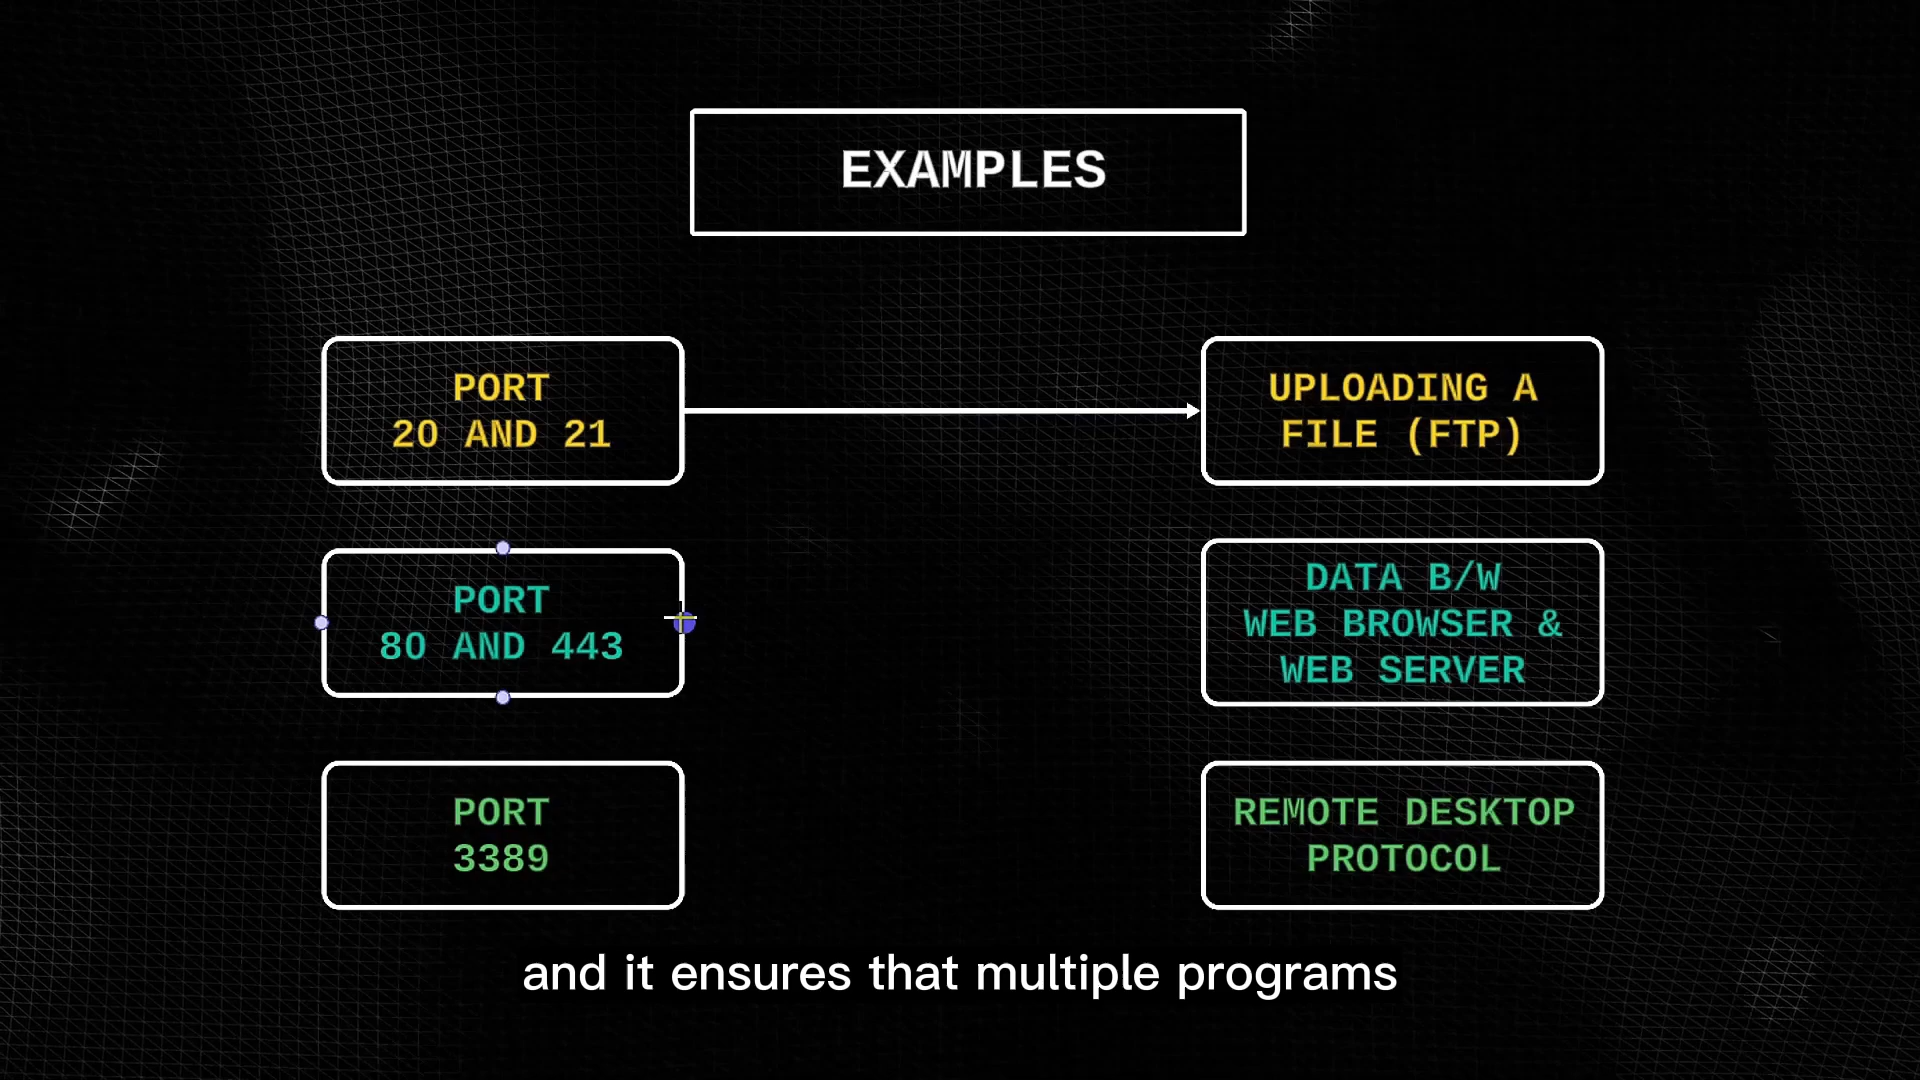 EXAMPLES
PORT
20 AND 21
UPLOADING A
FILE (FTP)
PORT
80 AND 443
DATA B/W
WEB BROWSER &
WEB SERVER
PORT
3389
REMOTE DESKTOP
PROTOCOL
and it ensures that multiple programs